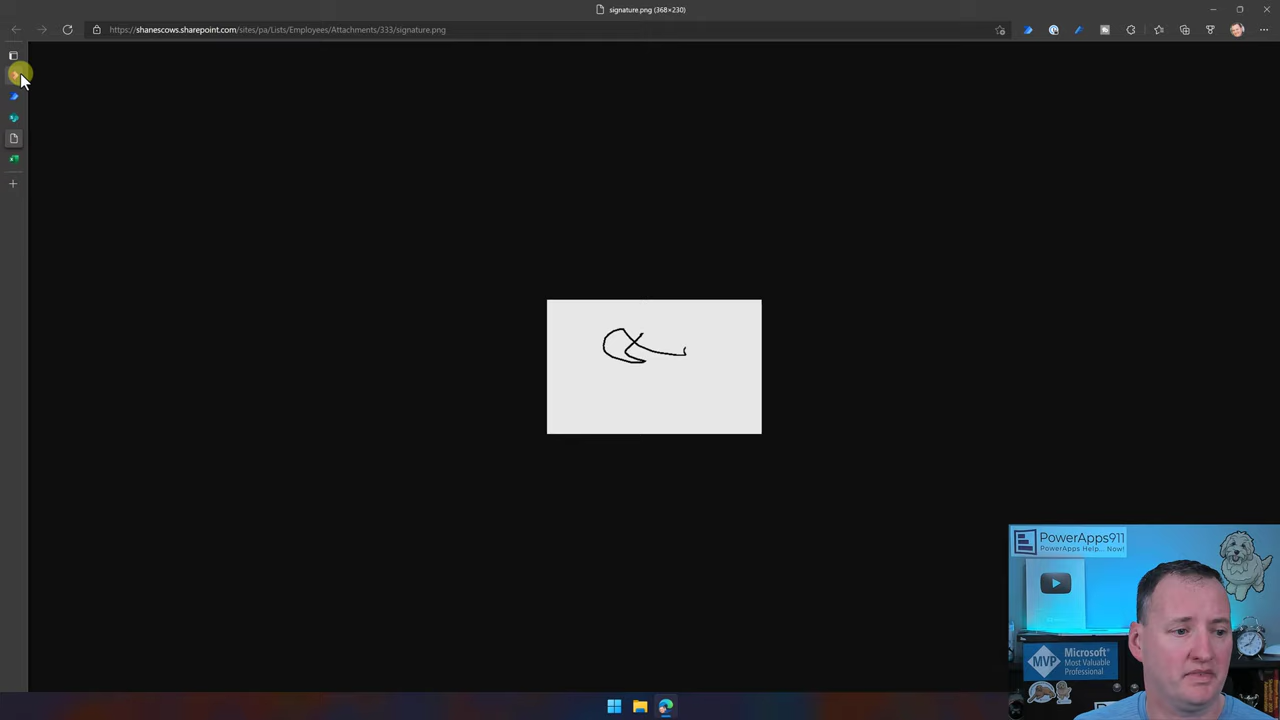 signature.png (368×230)
https://shanescows.sharepoint.com/sites/pa/Lists/Employees/Attachments/333/signature.png
PowerApps911
PowerApps Help... Now!
MVP
Microsoft®
Most Valuable
Professional